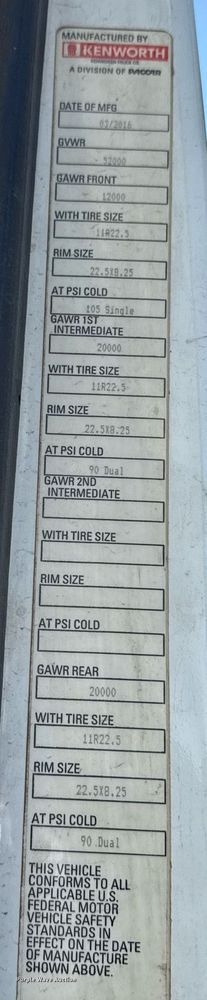 MANUFACTURED BY
KENWORTH
KENWORTH TRUCK CO.
A DIVISION OF PACCAR
DATE OF MFG
02/2016
GVWR
52000
GAWR FRONT
12000
WITH TIRE SIZE
11R22.5
RIM SIZE
22.5X8.25
AT PSI COLD
105 Single
GAWR 1ST
INTERMEDIATE
20000
WITH TIRE SIZE
11R22.5
RIM SIZE
22.5X8.25
AT PSI COLD
90 Dual
GAWR 2ND
INTERMEDIATE
WITH TIRE SIZE
RIM SIZE
AT PSI COLD
GAWR REAR
20000
WITH TIRE SIZE
11R22.5
RIM SIZE
22.5X8.25
AT PSI COLD
90 Dual
THIS VEHICLE
CONFORMS TO ALL
APPLICABLE U.S.
FEDERAL MOTOR
VEHICLE SAFETY
STANDARDS IN
EFFECT ON THE DATE
OF MANUFACTURE
SHOWN ABOVE.
Purple Wave Auction